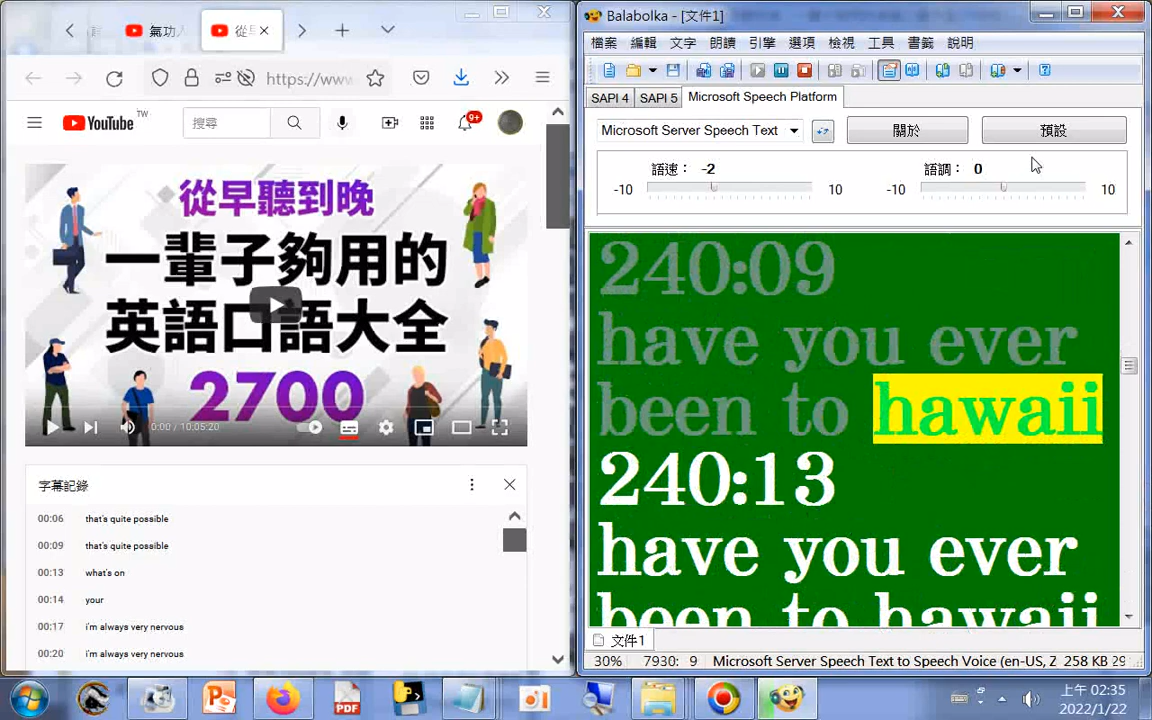 氣功入
從
https://www
YouTube TW
搜尋
9+
從早聽到晚
一輩子夠用的
英語口語大全
2700
0:00 / 10:05:20
字幕記錄
00:06 that's quite possible
00:09 that's quite possible
00:13 what's on
00:14 your
00:17 i'm always very nervous
00:20 i'm always very nervous
Balabolka - [文件1]
檔案 編輯 文字 朗讀 引擎 選項 檢視 工具 書籤 說明
SAPI 4 SAPI 5 Microsoft Speech Platform
Microsoft Server Speech Text 關於 預設
語速： -2 語調： 0
-10 10 -10 10
240:09
have you ever
been to hawaii
240:13
have you ever
been to hawaii
文件1
30% 7930: 9 Microsoft Server Speech Text to Speech Voice (en-US, Z 258 KB 29
PDF
上午 02:35
2022/1/22